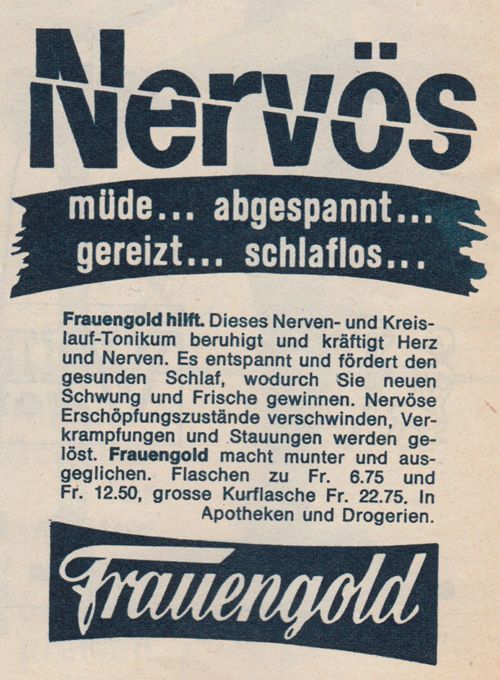 Nervös
müde... abgespannt...
gereizt... schlaflos...
Frauengold hilft. Dieses Nerven- und Kreis-
lauf-Tonikum beruhigt und kräftigt Herz
und Nerven. Es entspannt und fördert den
gesunden Schlaf, wodurch Sie neuen
Schwung und Frische gewinnen. Nervöse
Erschöpfungszustände verschwinden, Ver-
krampfungen und Stauungen werden ge-
löst. Frauengold macht munter und aus-
geglichen. Flaschen zu Fr. 6.75 und
Fr. 12.50, grosse Kurflasche Fr. 22.75. In
Apotheken und Drogerien.
Frauengold